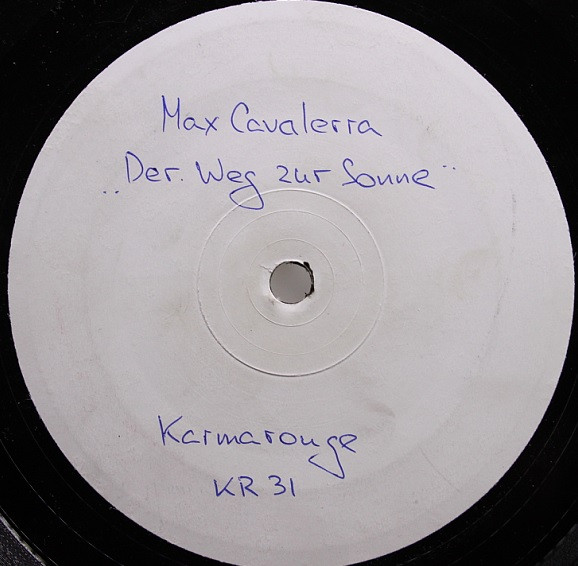 Max Cavalerra
„Der. Weg zur Sonne"
Karmarouge
KR 31